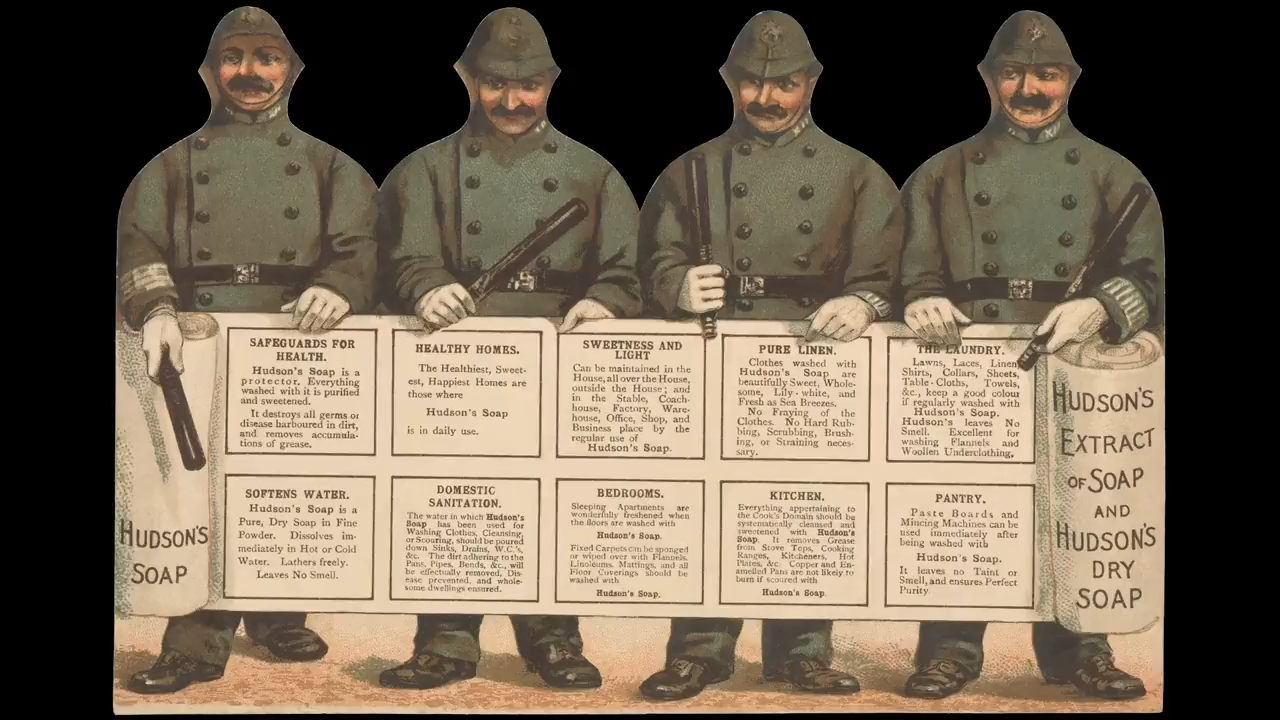 SAFEGUARDS FOR
HEALTH.
Hudson's Soap is a
protector. Everything
washed with it is purified
and sweetened.
It destroys all germs or
disease harboured in dirt,
and removes accumula-
tions of grease.
HEALTHY HOMES.
The Healthiest, Sweet-
est, Happiest Homes are
those where
Hudson's Soap
is in daily use.
SWEETNESS AND
LIGHT
Can be maintained in the
House, all over the House,
outside the House; and
in the Stable, Coach-
house, Factory, Ware-
house, Office, Shop, and
Business place by the
regular use of
Hudson's Soap.
PURE LINEN.
Clothes washed with
Hudson's Soap are
beautifully Sweet, Whole-
some, Lily-white, and
Fresh as Sea Breezes.
No Fraying of the
Clothes. No Hard Rub-
bing, Scrubbing, Brush-
ing, or Straining neces-
sary.
THE LAUNDRY.
Lawns, Laces, Linen,
Shirts, Collars, Sheets,
Table-Cloths, Towels,
&c., keep a good colour
if regularly washed with
Hudson's Soap.
Hudson's leaves No
Smell. Excellent for
washing Flannels and
Woollen Underclothing.
SOFTENS WATER.
Hudson's Soap is a
Pure, Dry Soap in Fine
Powder. Dissolves im-
mediately in Hot or Cold
Water. Lathers freely.
Leaves No Smell.
DOMESTIC
SANITATION.
The water in which Hudson's
Soap has been used for
Washing Clothes, Cleansing,
or Scouring, should be poured
down Sinks, Drains, W.C.'s,
&c. The dirt adhering to the
Pans, Pipes, Bends, &c., will
be effectually removed, Dis-
ease prevented, and whole-
some dwellings ensured.
BEDROOMS.
Sleeping Apartments are
wonderfully freshened when
the floors are washed with
Hudson's Soap.
Fixed Carpets can be sponged
or wiped over with Flannels,
Linoleums, Mattings, and all
Floor Coverings should be
washed with
Hudson's Soap.
KITCHEN.
Everything appertaining to
the Cook's Domain should be
systematically cleansed and
sweetened with Hudson's
Soap. It removes Grease
from Stove Tops, Cooking
Ranges, Kitcheners, Hot
Plates, &c. Copper and En-
amelled Pans are not likely to
burn if scoured with
Hudson's Soap.
PANTRY.
Paste Boards and
Mincing Machines can be
used immediately after
being washed with
Hudson's Soap.
It leaves no Taint or
Smell, and ensures Perfect
Purity.
HUDSON'S
SOAP
HUDSON'S
EXTRACT
OF SOAP
AND
HUDSON'S
DRY
SOAP